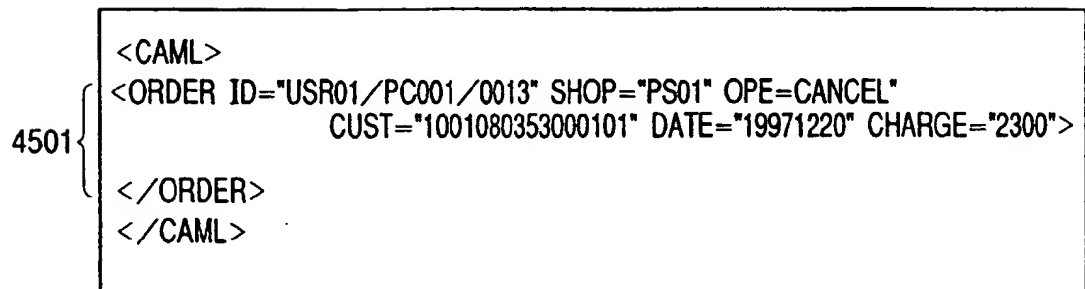 <CAML>
<ORDER ID="USR01/PC001/0013" SHOP="PS01" OPE=CANCEL"
CUST="1001080353000101" DATE="19971220" CHARGE="2300">
4501
</ORDER>
</CAML>